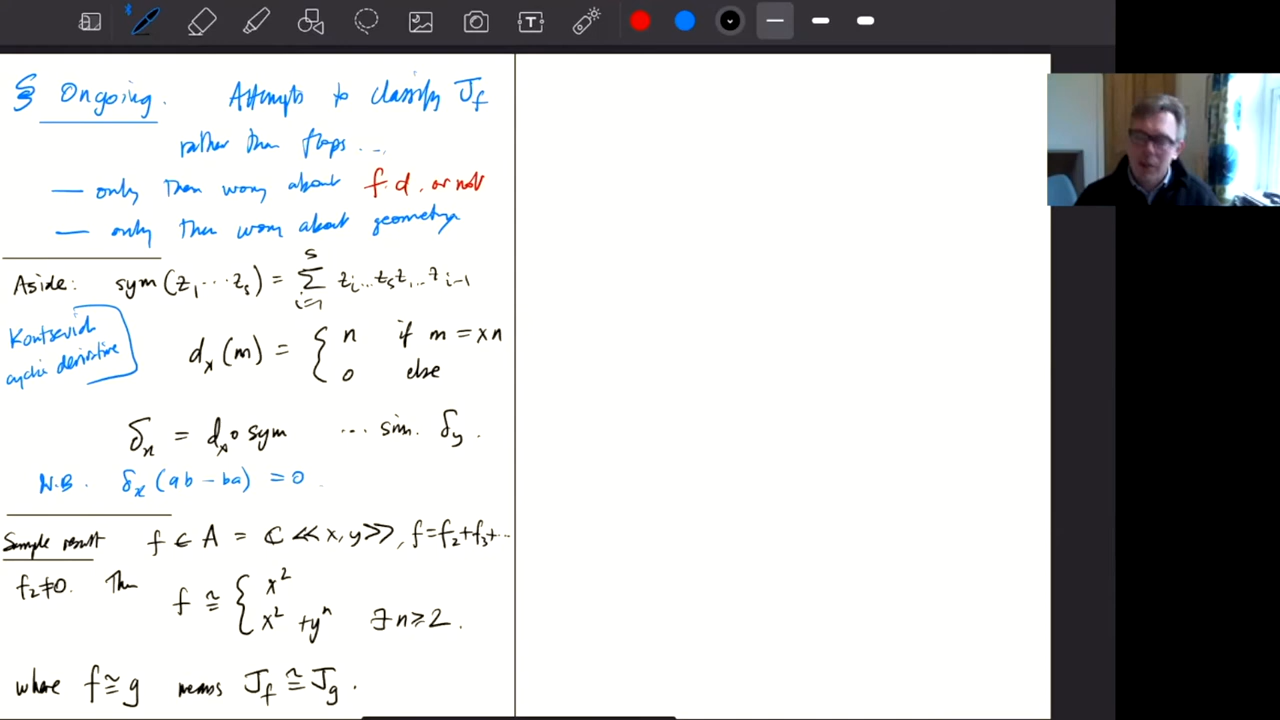 § Ongoing. Attempts to classify J_f
rather than flops ...
— only then worry about f.d. or not
— only then worry about geometry
Aside: sym(z_1 ⋯ z_s) = ∑_{i=1}^{s} z_i … z_s z_1 … z_{i-1}
Kontsevich
cyclic derivative
d_x(m) = { n if m = xn
0 else
δ_x = d_x ∘ sym ... sim. δ_y.
N.B. δ_x(ab − ba) = 0.
Sample result f ∈ A = ℂ≪x,y≫, f = f_2 + f_3 + ⋯
f_2 ≠ 0. Then f ≅ { x^2
x^2 + y^n ∃ n ≥ 2.
where f ≅ g means J_f ≅ J_g.